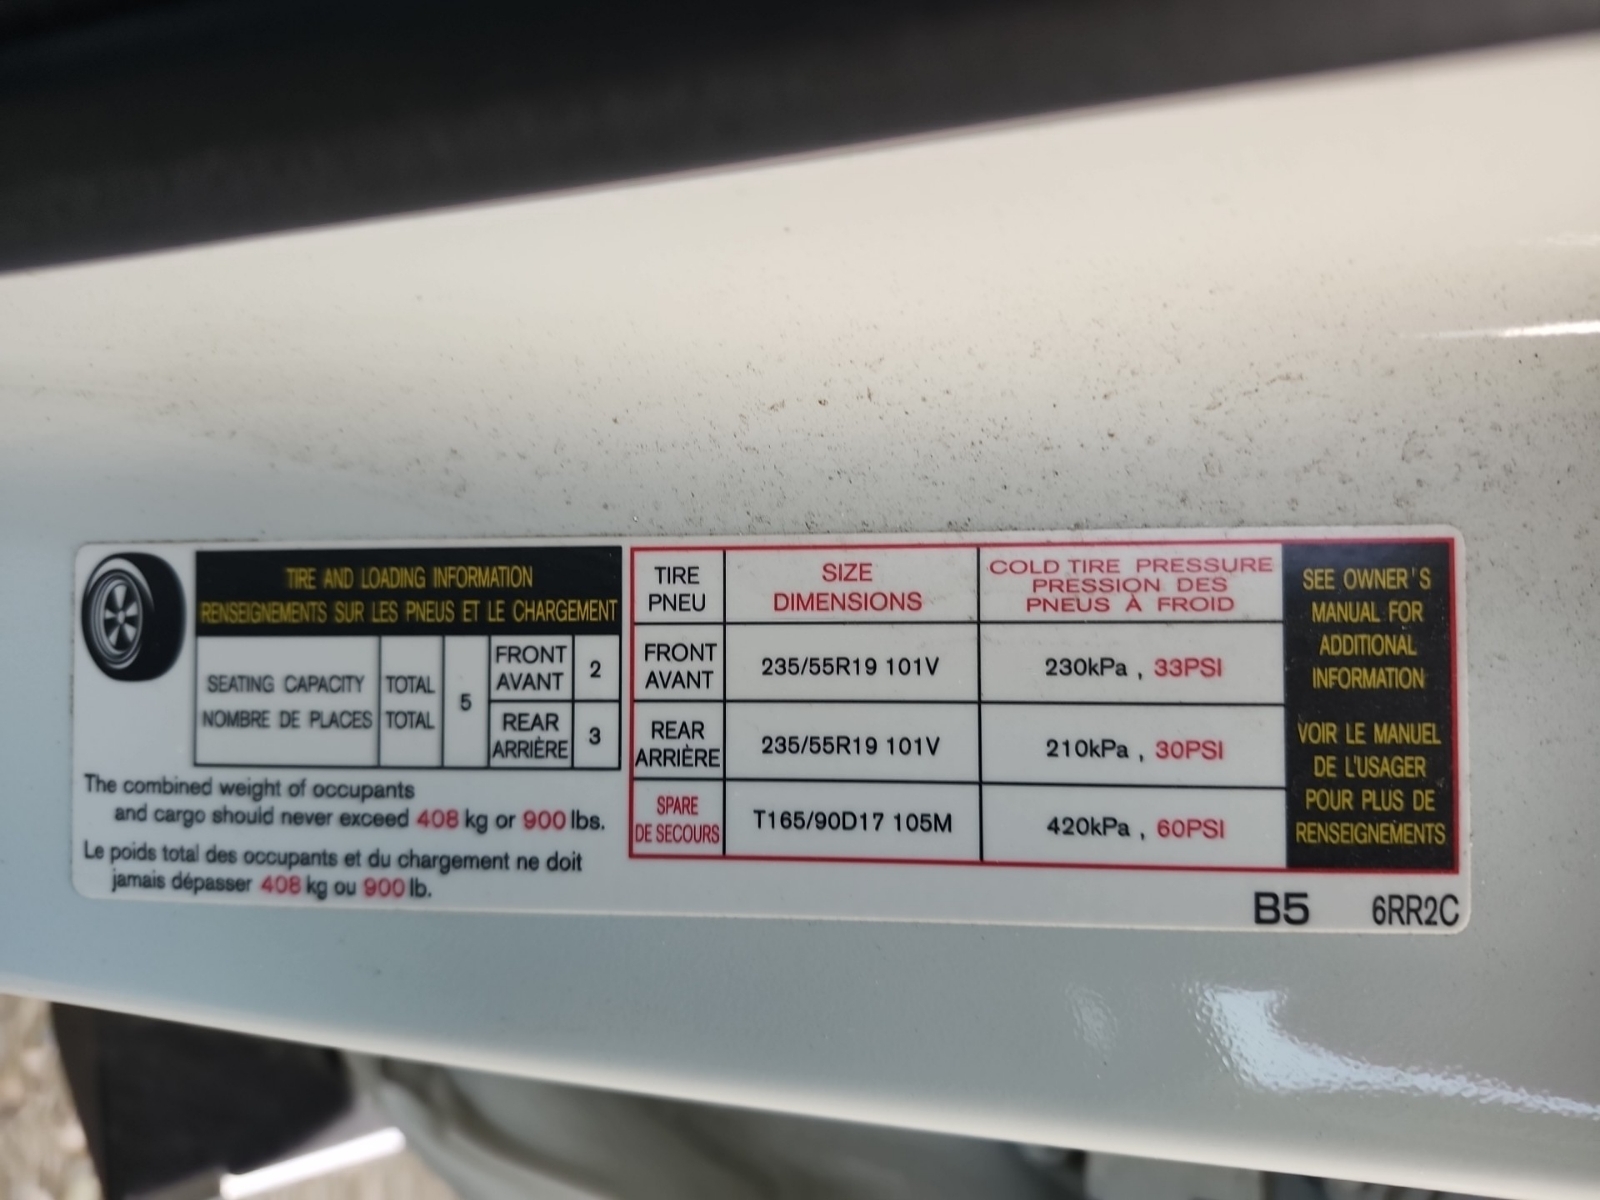 TIRE AND LOADING INFORMATION
RENSEIGNEMENTS SUR LES PNEUS ET LE CHARGEMENT
SEATING CAPACITY TOTAL 5 FRONT 2
NOMBRE DE PLACES TOTAL AVANT
REAR 3
ARRIÈRE
The combined weight of occupants
and cargo should never exceed 408 kg or 900 lbs.
Le poids total des occupants et du chargement ne doit
jamais dépasser 408 kg ou 900 lb.
TIRE SIZE COLD TIRE PRESSURE
PNEU DIMENSIONS PRESSION DES
PNEUS À FROID
FRONT 235/55R19 101V 230kPa , 33PSI
AVANT
REAR 235/55R19 101V 210kPa , 30PSI
ARRIÈRE
SPARE T165/90D17 105M 420kPa , 60PSI
DE SECOURS
SEE OWNER'S
MANUAL FOR
ADDITIONAL
INFORMATION
VOIR LE MANUEL
DE L'USAGER
POUR PLUS DE
RENSEIGNEMENTS
B5 6RR2C